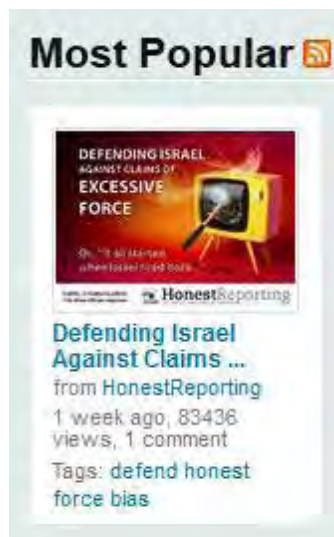 Most Popular
DEFENDING ISRAEL
AGAINST CLAIMS OF
EXCESSIVE
FORCE
Or, "It all started
when Israel fired back...
HonestReporting
Defending Israel
Against Claims ...
from HonestReporting
1 week ago, 83436
views, 1 comment
Tags: defend honest
force bias